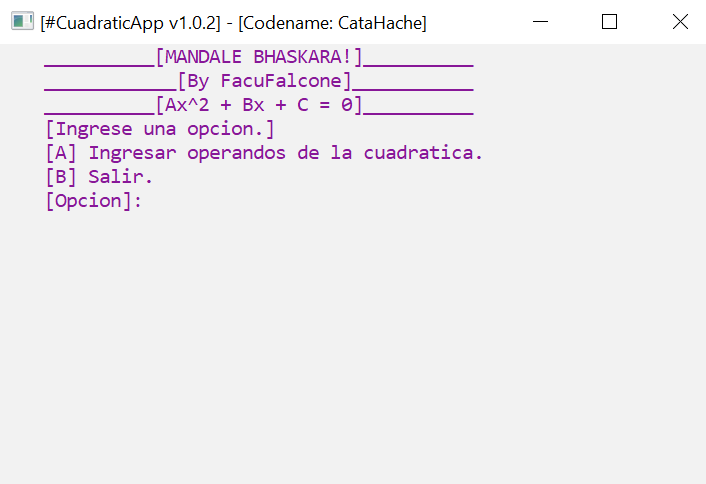 [#CuadraticApp v1.0.2] - [Codename: CataHache]
__________[MANDALE BHASKARA!]__________
____________[By FacuFalcone]___________
__________[Ax^2 + Bx + C = 0]__________
[Ingrese una opcion.]
[A] Ingresar operandos de la cuadratica.
[B] Salir.
[Opcion]: